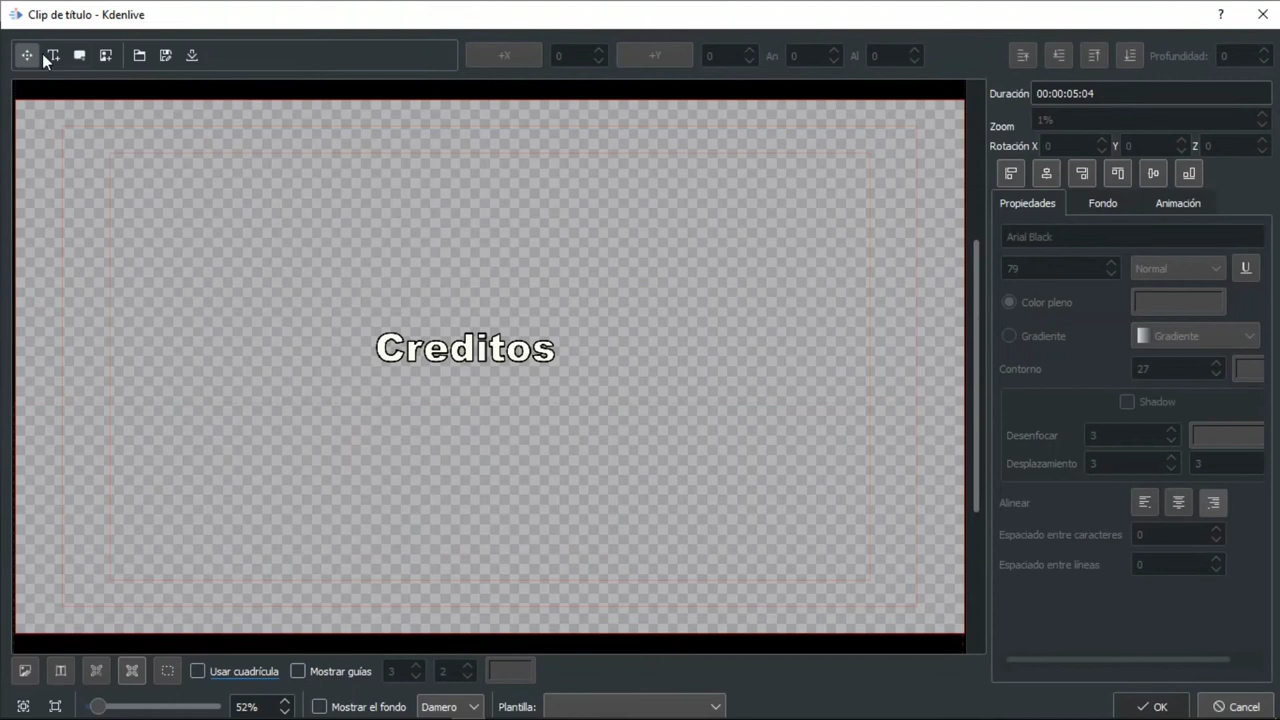 Clip de título - Kdenlive
?
+X 0 +Y 0 An 0 Al 0 Profundidad: 0
Duración 00:00:05:04
Zoom 1%
Rotación X 0 Y 0 Z 0
Propiedades Fondo Animación
Arial Black
79 Normal U
Color pleno
Gradiente Gradiente
Contorno 27
Shadow
Desenfocar 3
Desplazamiento 3 3
Alinear
Espaciado entre caracteres 0
Espaciado entre líneas 0
Creditos
Usar cuadrícula Mostrar guías 3 2
52% Mostrar el fondo Damero Plantilla: OK Cancel